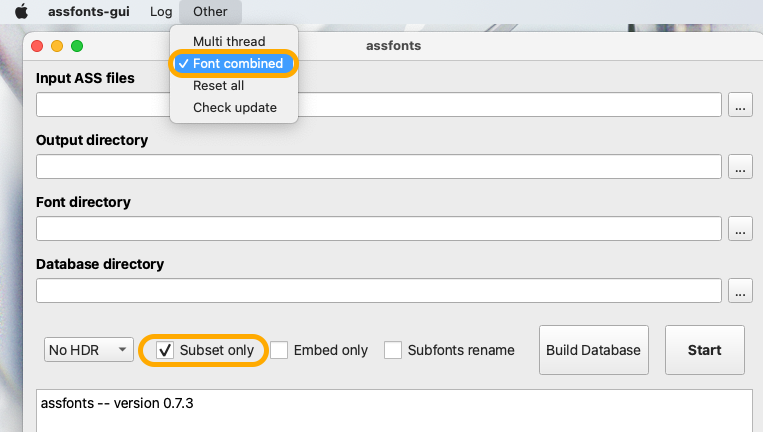 assfonts-gui Log Other
Multi thread
✓ Font combined
Reset all
Check update
assfonts
Input ASS files
...
Output directory
...
Font directory
...
Database directory
...
No HDR Subset only Embed only Subfonts rename Build Database Start
assfonts -- version 0.7.3